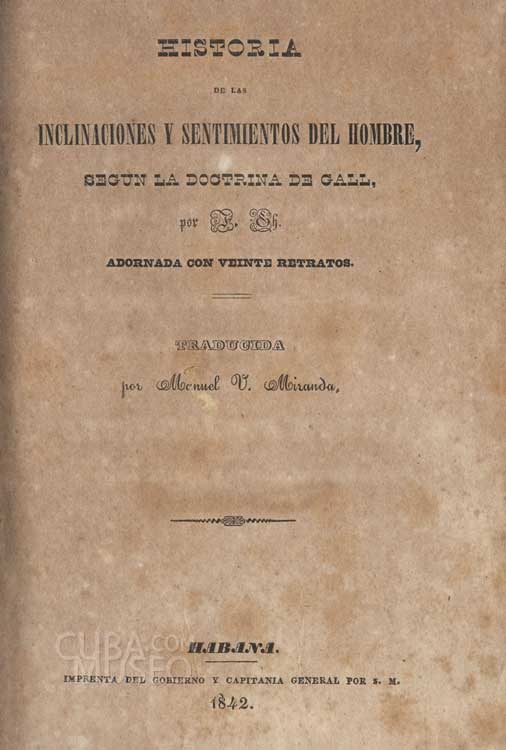 HISTORIA
DE LAS
INCLINACIONES Y SENTIMIENTOS DEL HOMBRE,
SEGUN LA DOCTRINA DE GALL,
por F. Th.
ADORNADA CON VEINTE RETRATOS.
TRADUCIDA
por Manuel V. Miranda,
HABANA.
IMPRENTA DEL GOBIERNO Y CAPITANIA GENERAL POR S. M.
1842.
CUBA.COM
MUSEO